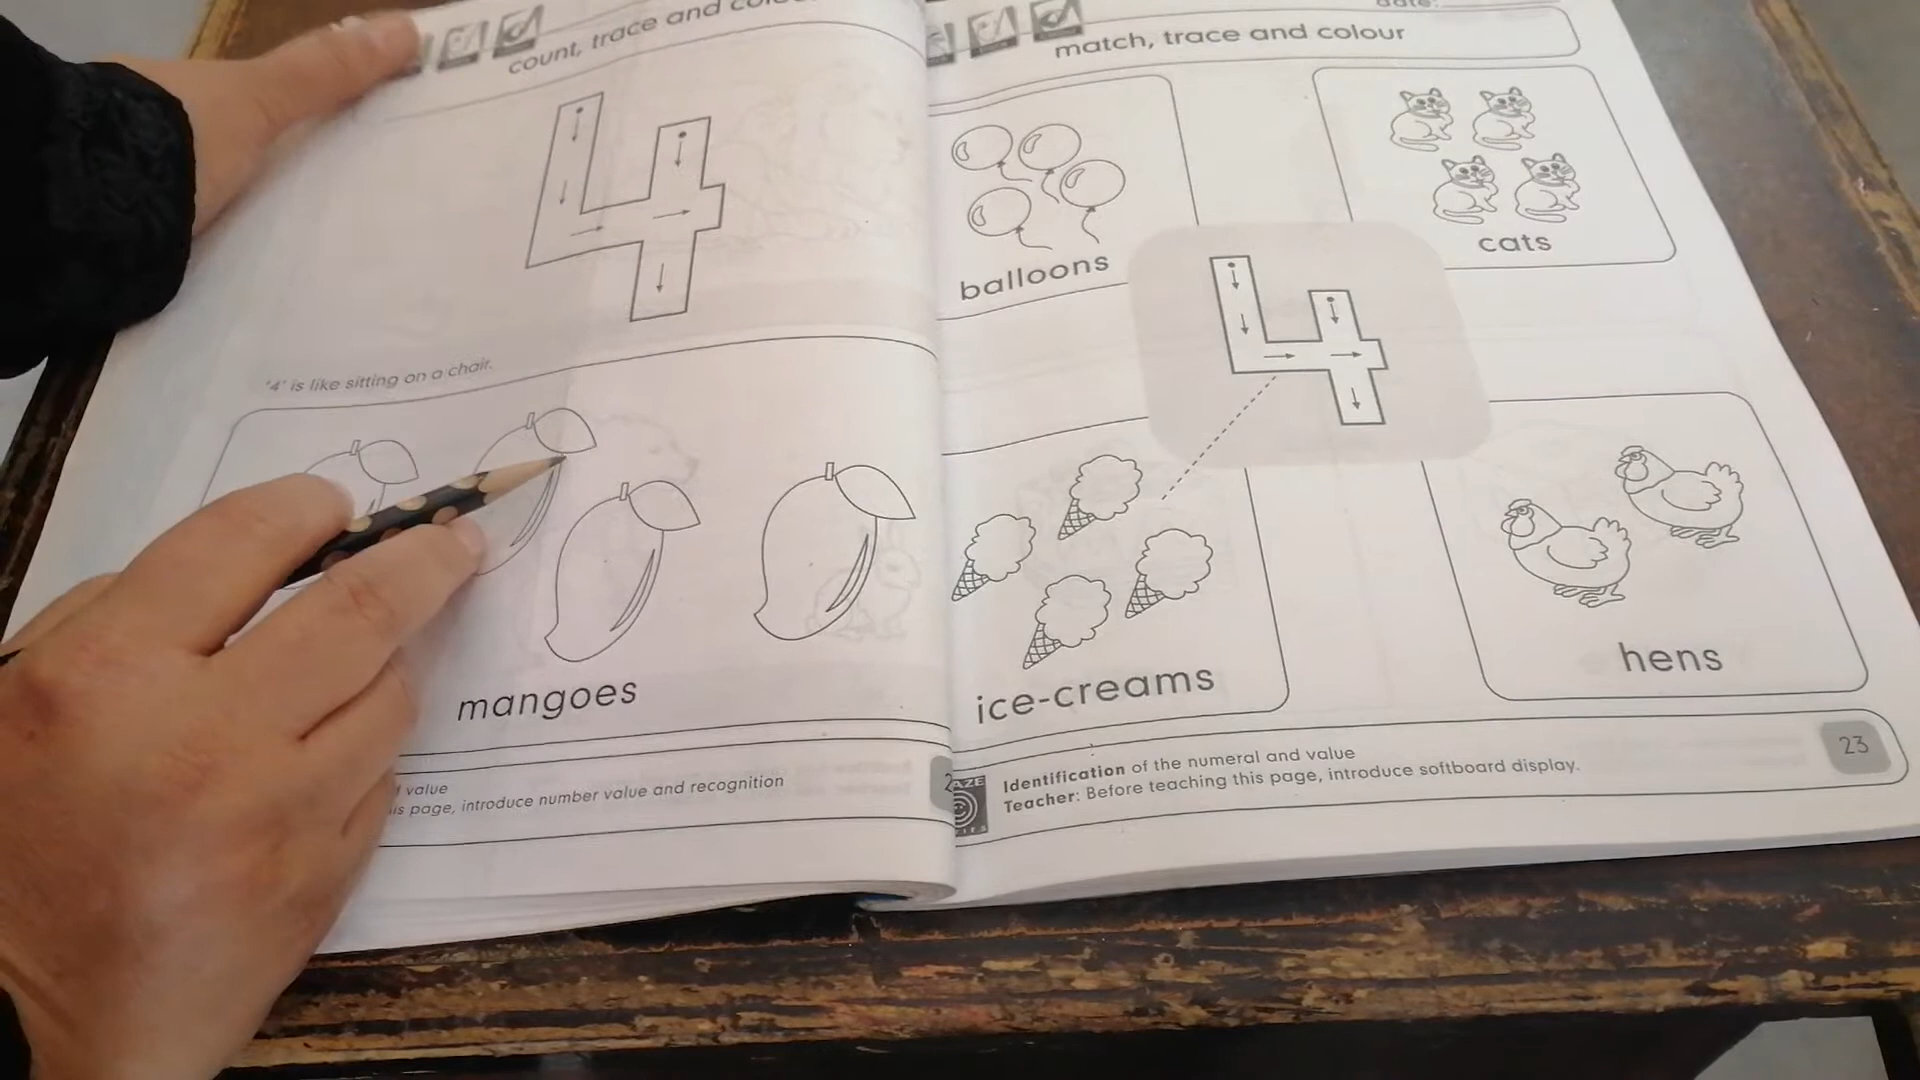 count, trace and
4
'4' is like sitting on a chair.
mangoes
value
page, introduce number value and recognition
match, trace and colour
balloons
cats
4
ice-creams
hens
Identification of the numeral and value
Teacher: Before teaching this page, introduce softboard display.
23